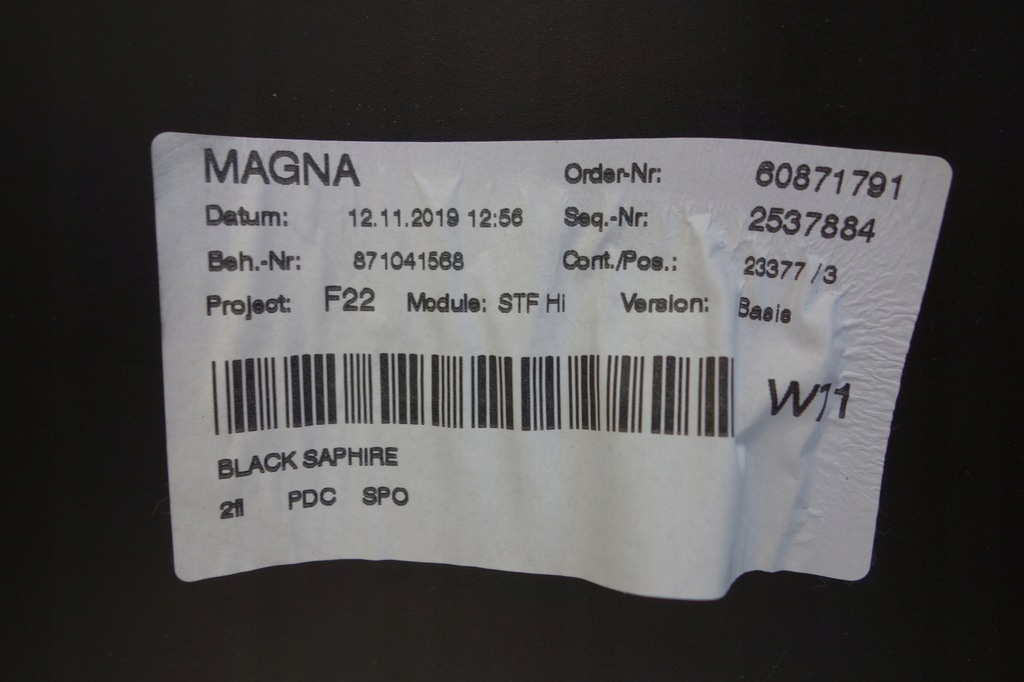 MAGNA Order-Nr: 60871791
Datum: 12.11.2019 12:56 Seq.-Nr: 2537884
Beh.-Nr: 871041568 Cont./Pos.: 23377 /3
Project: F22 Module: STF Hi Version: Basis
W11
BLACK SAPHIRE
2fl PDC SPO